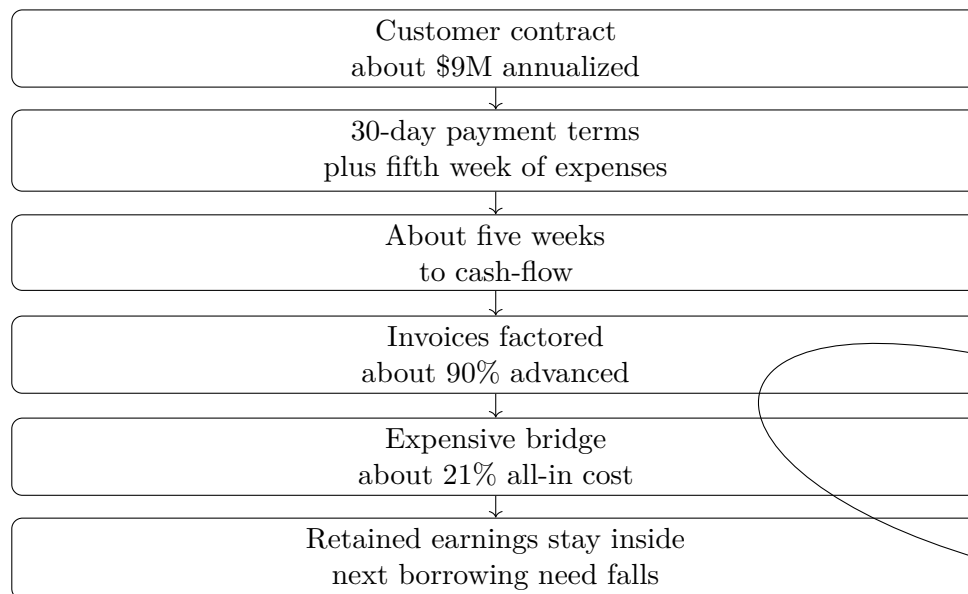 Customer contract
about $9M annualized
30-day payment terms
plus fifth week of expenses
About five weeks
to cash-flow
Invoices factored
about 90% advanced
Expensive bridge
about 21% all-in cost
Retained earnings stay inside
next borrowing need falls